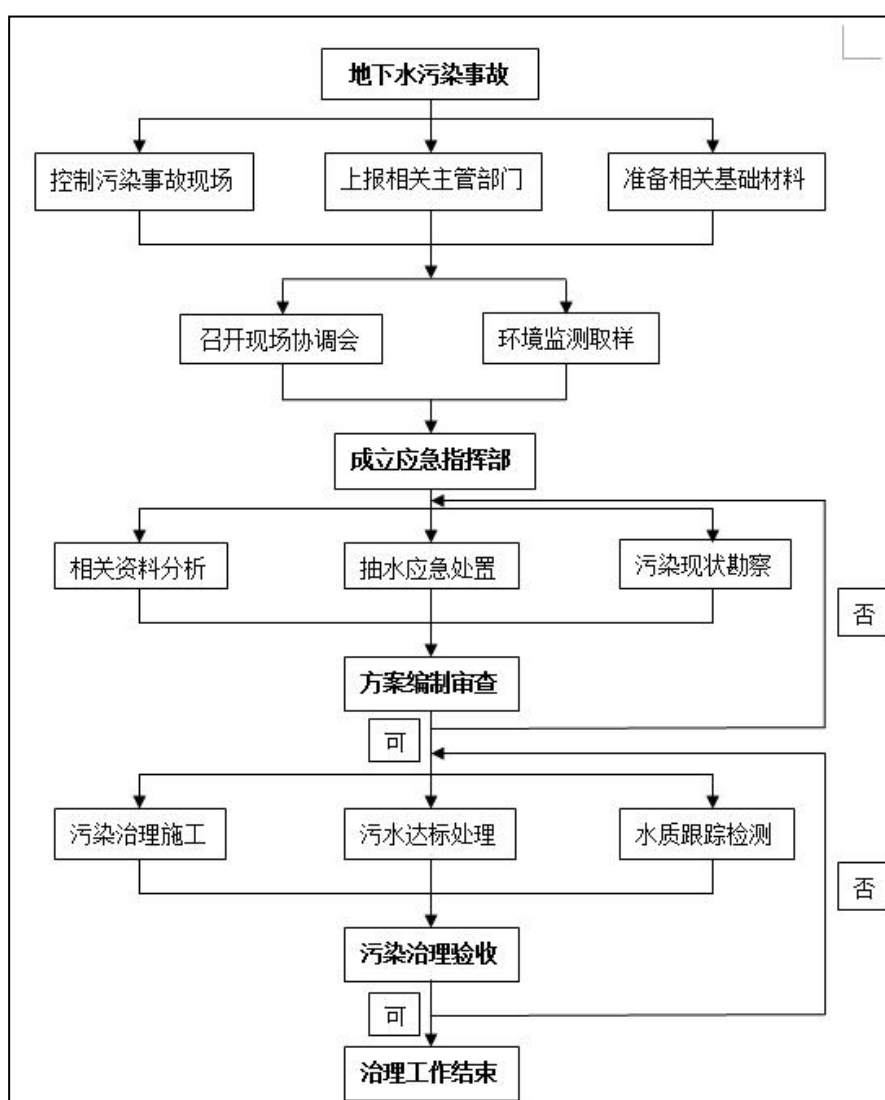 地下水污染事故
控制污染事故现场
上报相关主管部门
准备相关基础材料
召开现场协调会
环境监测取样
成立应急指挥部
相关资料分析
抽水应急处置
污染现状勘察
否
方案编制审查
可
污染治理施工
污水达标处理
水质跟踪检测
否
污染治理验收
可
治理工作结束